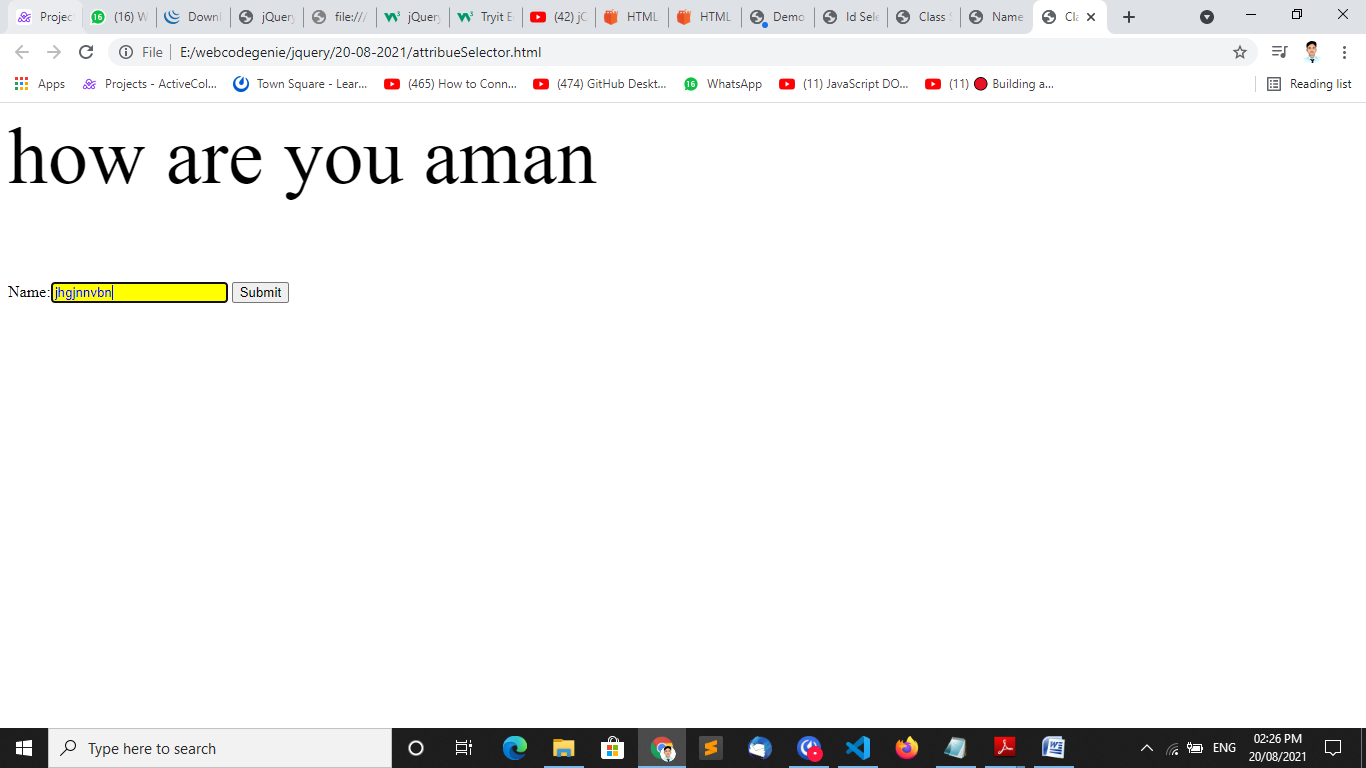 Projec
(16) W
Downl
jQuery
file:///
jQuery
Tryit E
(42) jC
HTML
HTML
Demo
Id Sele
Class S
Name
Cla
File
E:/webcodegenie/jquery/20-08-2021/attribueSelector.html
Apps
Projects - ActiveCol...
Town Square - Lear...
(465) How to Conn...
(474) GitHub Deskt...
16
WhatsApp
(11) JavaScript DO...
(11) Building a...
Reading list
how are you aman
Name: jhgjnnvbn Submit
Type here to search
ENG
02:26 PM
20/08/2021